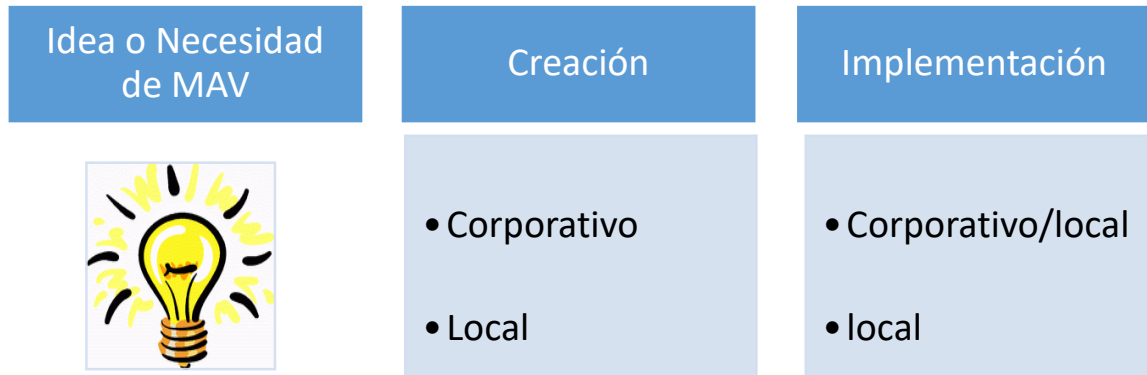 Idea o Necesidad
de MAV
Creación
Implementación
• Corporativo
• Local
• Corporativo/local
• local